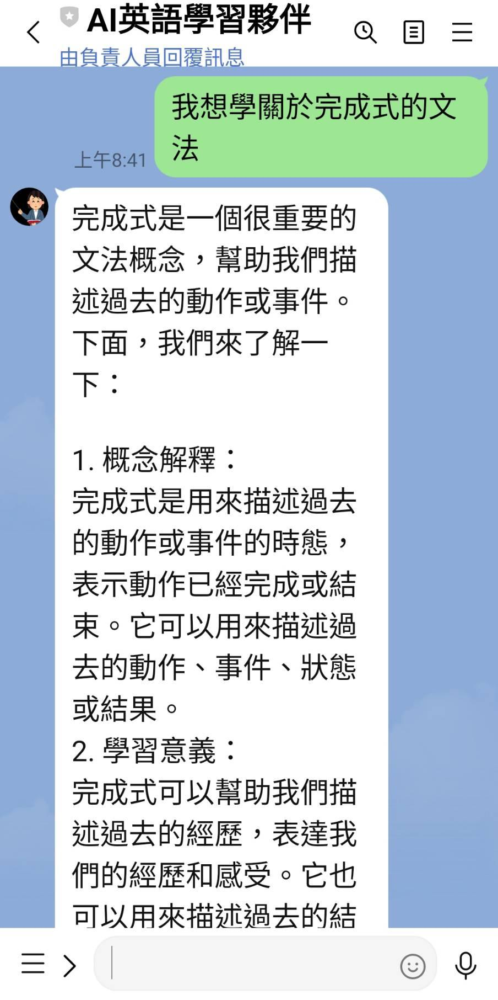 AI英語學習夥伴
由負責人員回覆訊息
我想學關於完成式的文
法
上午8:41
完成式是一個很重要的
文法概念，幫助我們描
述過去的動作或事件。
下面，我們來了解一
下：
1. 概念解釋：
完成式是用來描述過去
的動作或事件的時態，
表示動作已經完成或結
束。它可以用來描述過
去的動作、事件、狀態
或結果。
2. 學習意義：
完成式可以幫助我們描
述過去的經歷，表達我
們的經歷和感受。它也
可以用來描述過去的結